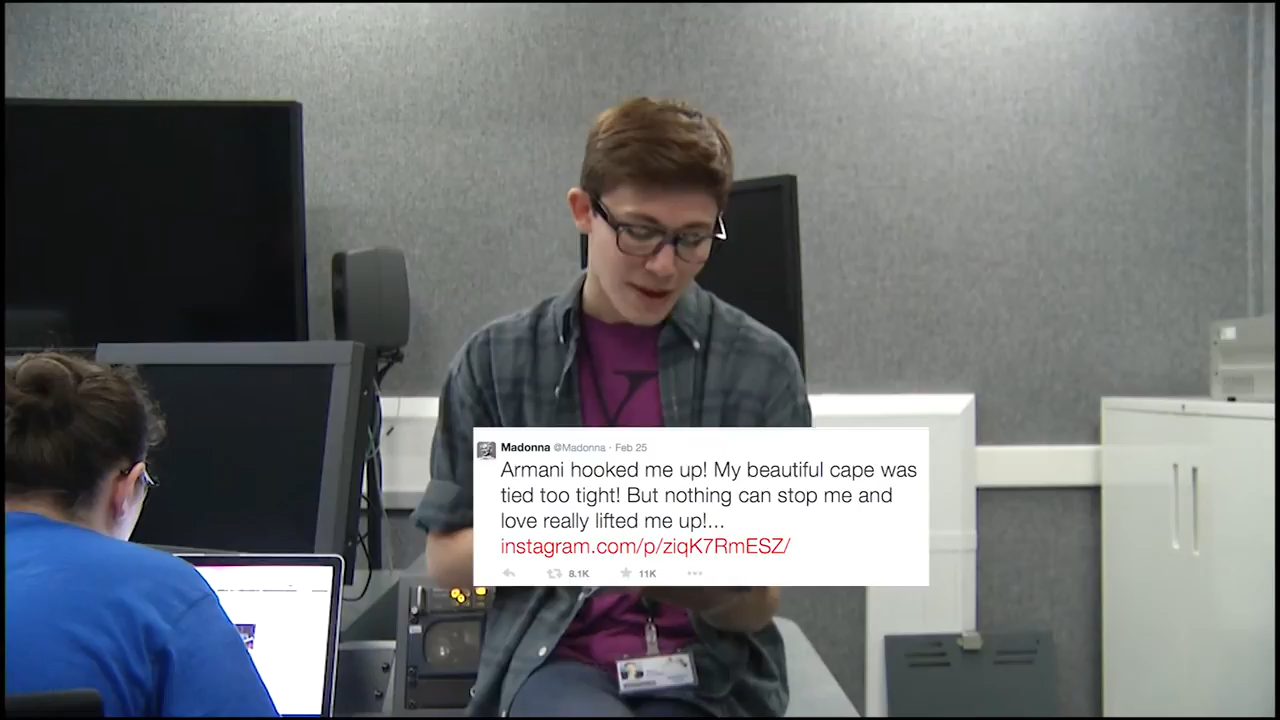 Madonna @Madonna · Feb 25
Armani hooked me up! My beautiful cape was
tied too tight! But nothing can stop me and
love really lifted me up!...
instagram.com/p/ziqK7RmESZ/
8.1K 11K